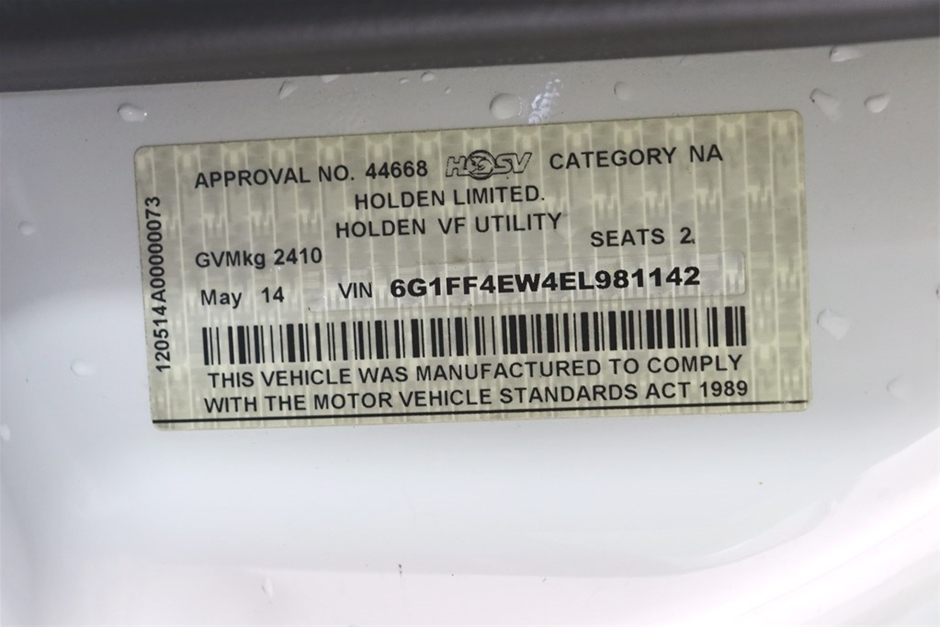 APPROVAL NO. 44668 HSV CATEGORY NA
HOLDEN LIMITED.
HOLDEN VF UTILITY
SEATS 2
GVMkg 2410
May 14 VIN 6G1FF4EW4EL981142
THIS VEHICLE WAS MANUFACTURED TO COMPLY
WITH THE MOTOR VEHICLE STANDARDS ACT 1989
120514A00000073